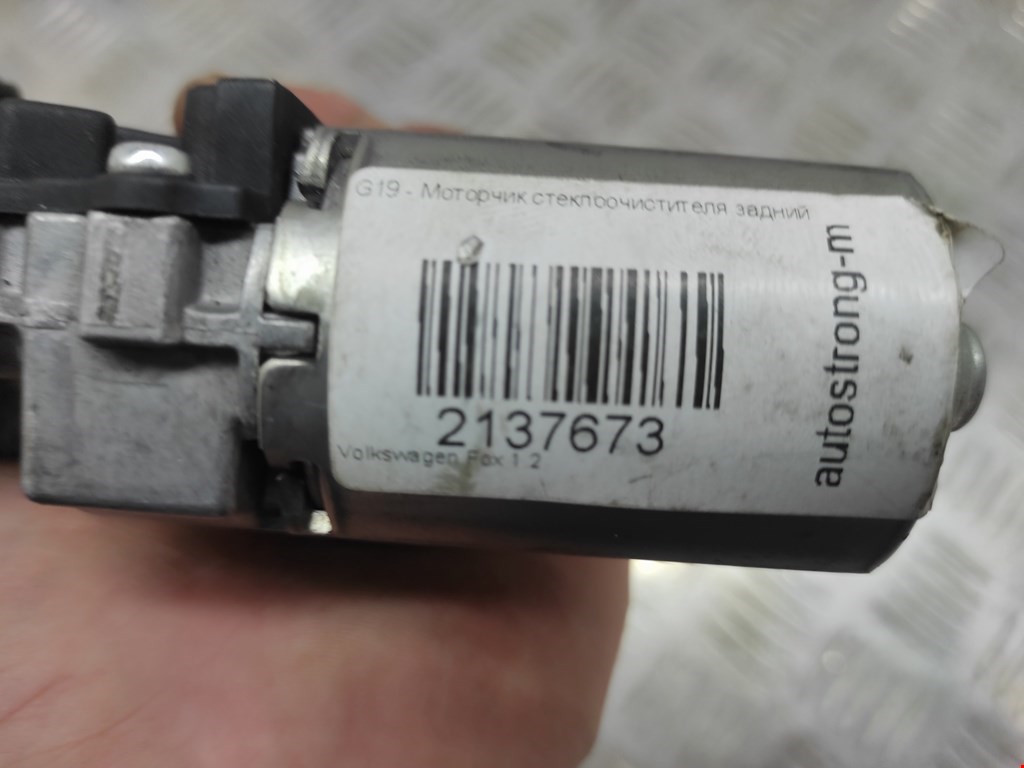 G19 - Моторчик стеклоочистителя задний
2137673
Volkswagen Fox 1.2
autostrong-m